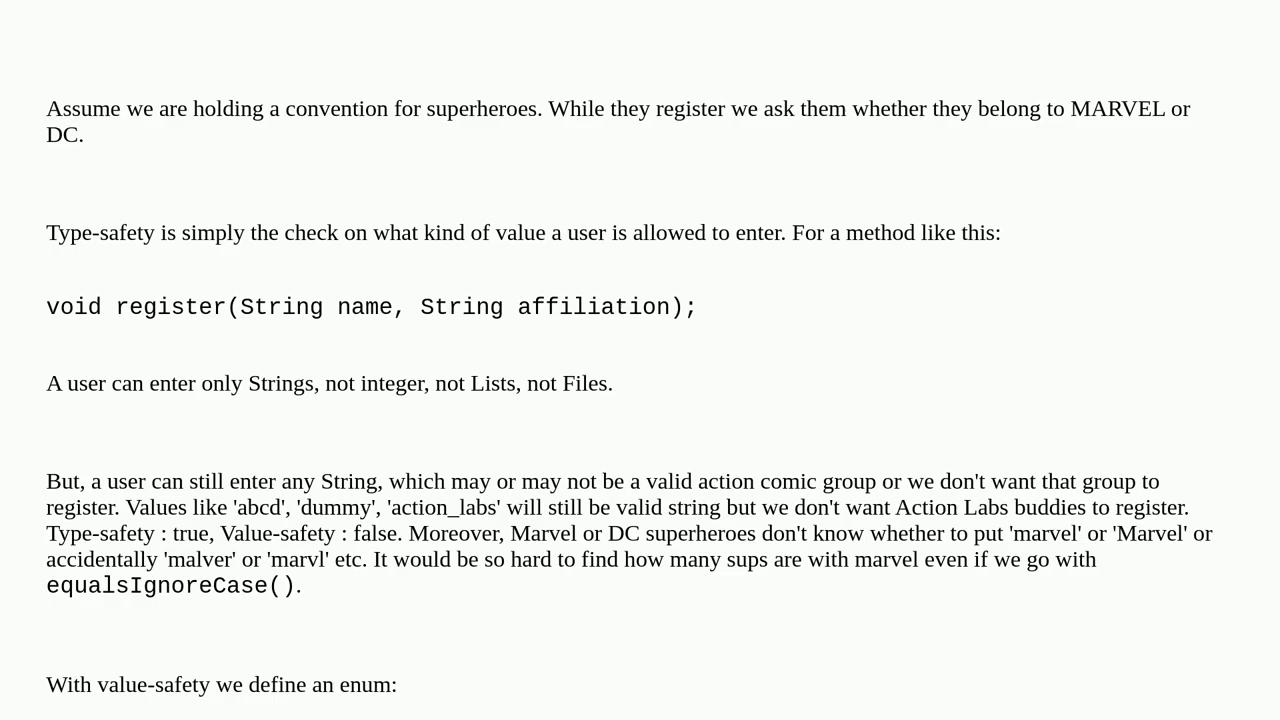 Assume we are holding a convention for superheroes. While they register we ask them whether they belong to MARVEL or
DC.
Type-safety is simply the check on what kind of value a user is allowed to enter. For a method like this:
void register(String name, String affiliation);
A user can enter only Strings, not integer, not Lists, not Files.
But, a user can still enter any String, which may or may not be a valid action comic group or we don't want that group to
register. Values like 'abcd', 'dummy', 'action_labs' will still be valid string but we don't want Action Labs buddies to register.
Type-safety : true, Value-safety : false. Moreover, Marvel or DC superheroes don't know whether to put 'marvel' or 'Marvel' or
accidentally 'malver' or 'marvl' etc. It would be so hard to find how many sups are with marvel even if we go with
equalsIgnoreCase().
With value-safety we define an enum: